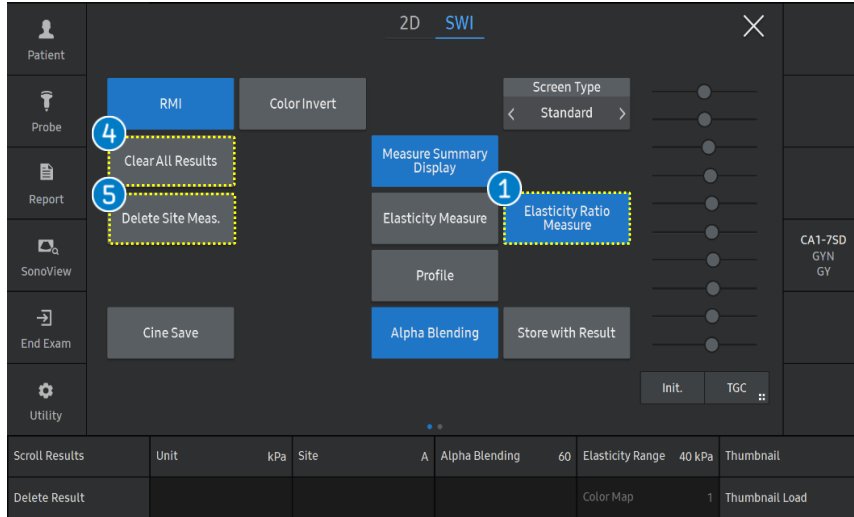 2D SWI
Patient
Probe
Report
SonoView
End Exam
Utility
RMI
Color Invert
Screen Type
< Standard >
4
Clear All Results
Measure Summary
Display
5
Delete Site Meas.
Elasticity Measure
1
Elasticity Ratio
Measure
Profile
Cine Save
Alpha Blending
Store with Result
Init.
TGC
CA1-7SD
GYN
GY
Scroll Results
Unit kPa
Site A
Alpha Blending 60
Elasticity Range 40 kPa
Thumbnail
Delete Result
Color Map 1
Thumbnail Load